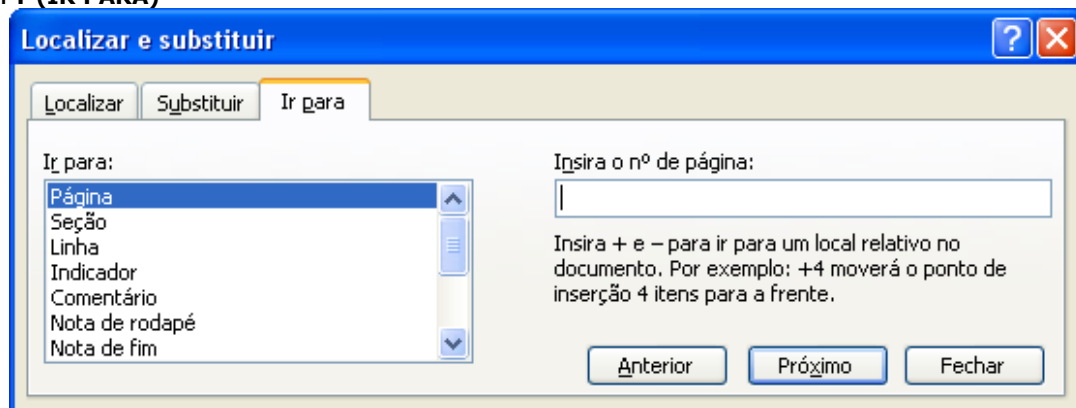 (IR PARA)
Localizar e substituir
Localizar Substituir Ir para
Ir para:
Página
Seção
Linha
Indicador
Comentário
Nota de rodapé
Nota de fim
Insira o nº de página:
Insira + e – para ir para um local relativo no
documento. Por exemplo: +4 moverá o ponto de
inserção 4 itens para a frente.
Anterior Próximo Fechar